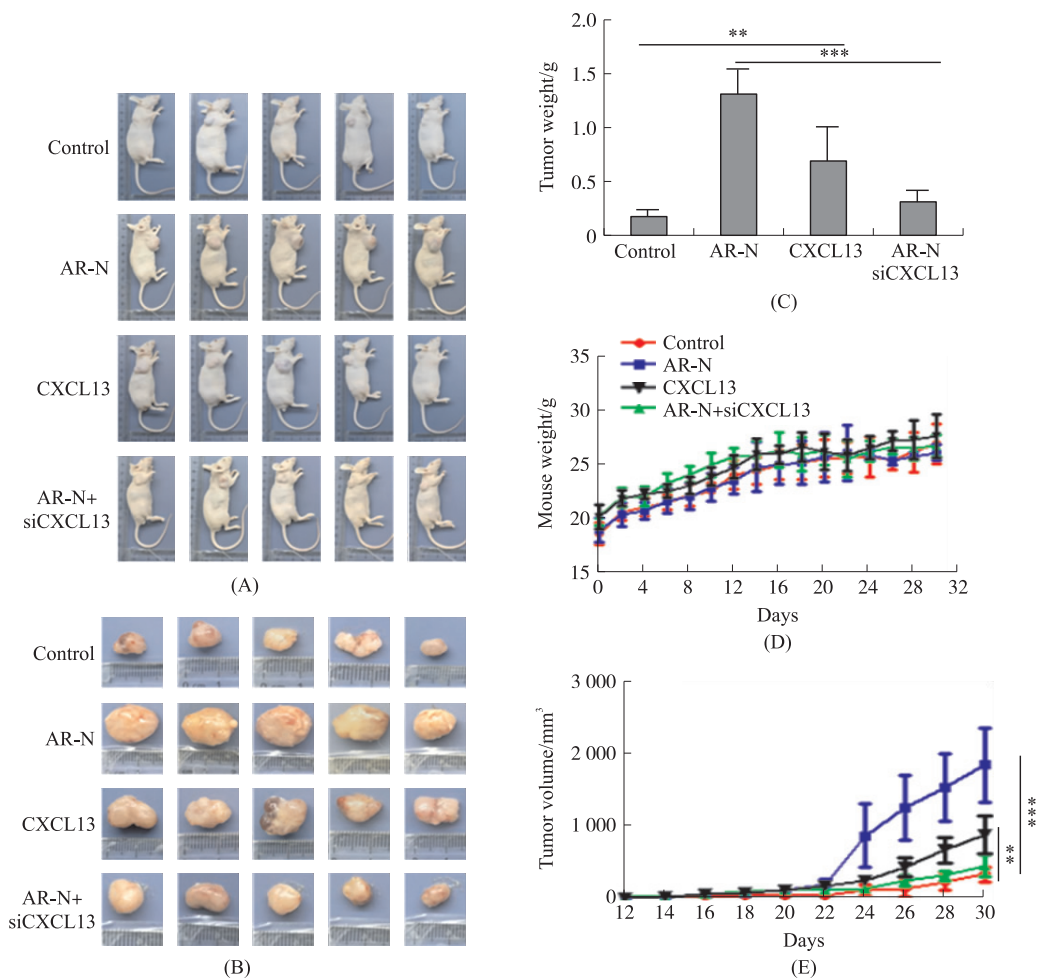 Control
AR-N
CXCL13
AR-N+
siCXCL13
(A)
Control
AR-N
CXCL13
AR-N+
siCXCL13
(B)
Tumor weight/g
2.0
1.5
1.0
0.5
0
**
***
Control
AR-N
CXCL13
AR-N
siCXCL13
(C)
Control
AR-N
CXCL13
AR-N+siCXCL13
Mouse weight/g
35
30
25
20
15
0 4 8 12 16 20 24 28 32
Days
(D)
Tumor volume/mm³
3 000
2 000
1 000
0
12 14 16 18 20 22 24 26 28 30
**
***
Days
(E)